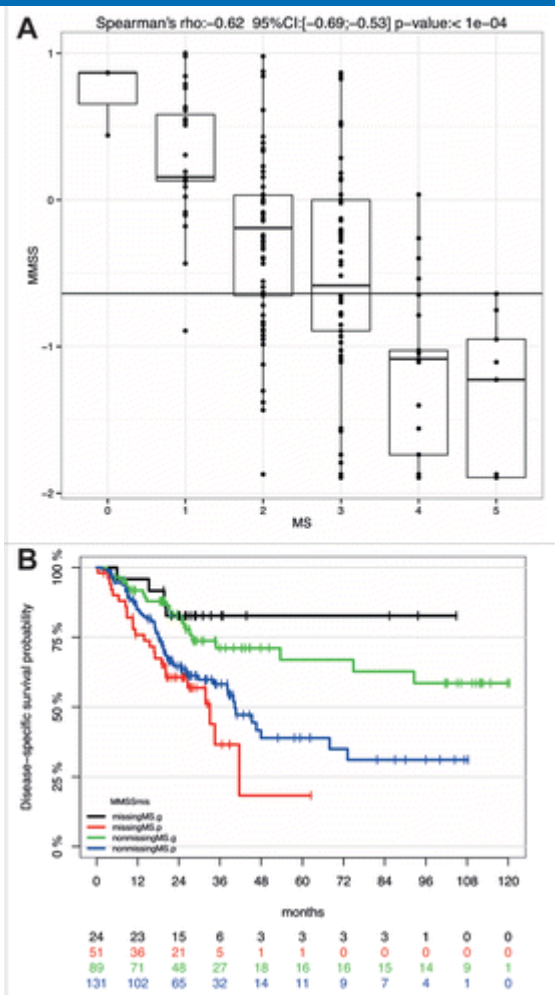 A
Spearman's rho:-0.62 95%CI:[-0.69;-0.53] p-value:< 1e-04
1
0
-1
-2
MMSS
0 1 2 3 4 5
MS
B
100 %
75 %
50 %
25 %
0 %
Disease-specific survival probability
MMSSmis
missingMS.g
missingMS.p
nonmissingMS.g
nonmissingMS.p
0 12 24 36 48 60 72 84 96 108 120
months
24 23 15 6 3 3 3 3 1 0 0
51 36 21 5 1 1 0 0 0 0 0
89 71 48 27 18 16 16 15 14 9 1
131 102 65 32 14 11 9 7 4 1 0